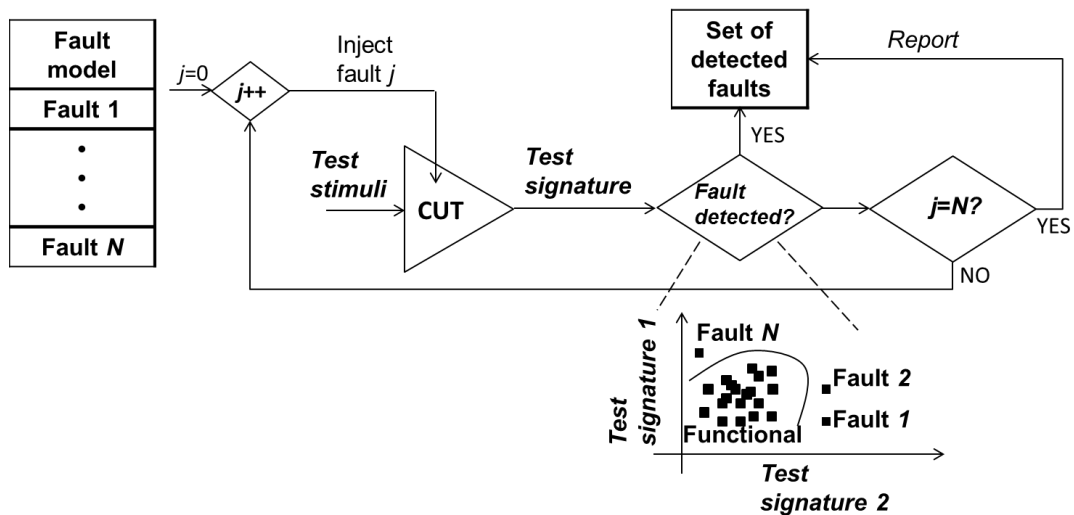 Fault
model
Fault 1
Fault N
j=0
j++
Inject
fault j
Test
stimuli
CUT
Test
signature
Set of
detected
faults
Report
YES
Fault
detected?
j=N?
YES
NO
Test
signature 1
Fault N
Fault 2
Fault 1
Functional
Test
signature 2